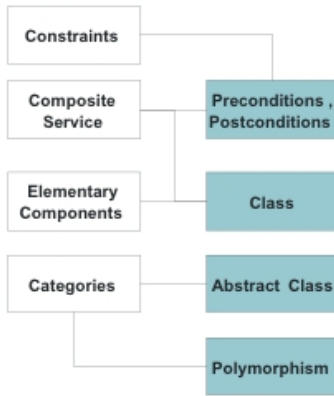 Constraints
Composite
Service
Preconditions ,
Postconditions
Elementary
Components
Class
Categories
Abstract Class
Polymorphism